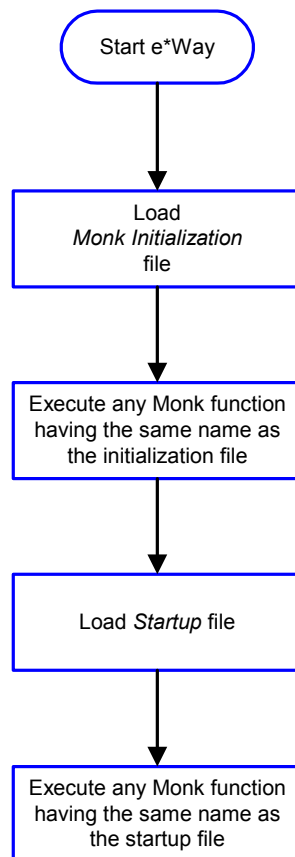 Start e*Way
Load
Monk Initialization
file
Execute any Monk function
having the same name as
the initialization file
Load Startup file
Execute any Monk function
having the same name as
the startup file